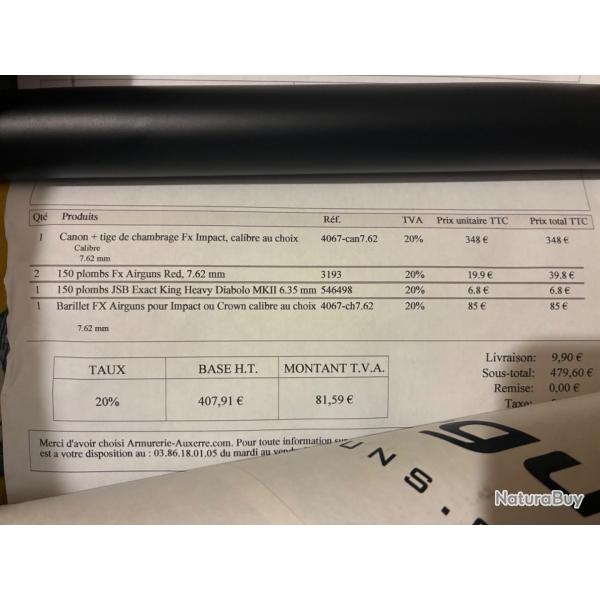 Qté Produits Réf. TVA Prix unitaire TTC Prix total TTC
1 Canon + tige de chambrage Fx Impact, calibre au choix 4067-can7.62 20% 348 € 348 €
Calibre
7.62 mm
2 150 plombs Fx Airguns Red, 7.62 mm 3193 20% 19.9 € 39.8 €
1 150 plombs JSB Exact King Heavy Diabolo MKII 6.35 mm 546498 20% 6.8 € 6.8 €
1 Barillet FX Airguns pour Impact ou Crown calibre au choix 4067-ch7.62 20% 85 € 85 €
7.62 mm
Livraison: 9,90 €
Sous-total: 479,60 €
Remise: 0,00 €
Taxe
TAUX BASE H.T. MONTANT T.V.A.
20% 407,91 € 81,59 €
Merci d'avoir choisi Armurerie-Auxerre.com. Pour toute information
est a votre disposition au : 03.86.18.01.05 du mardi au
UNS.
NaturaBuy